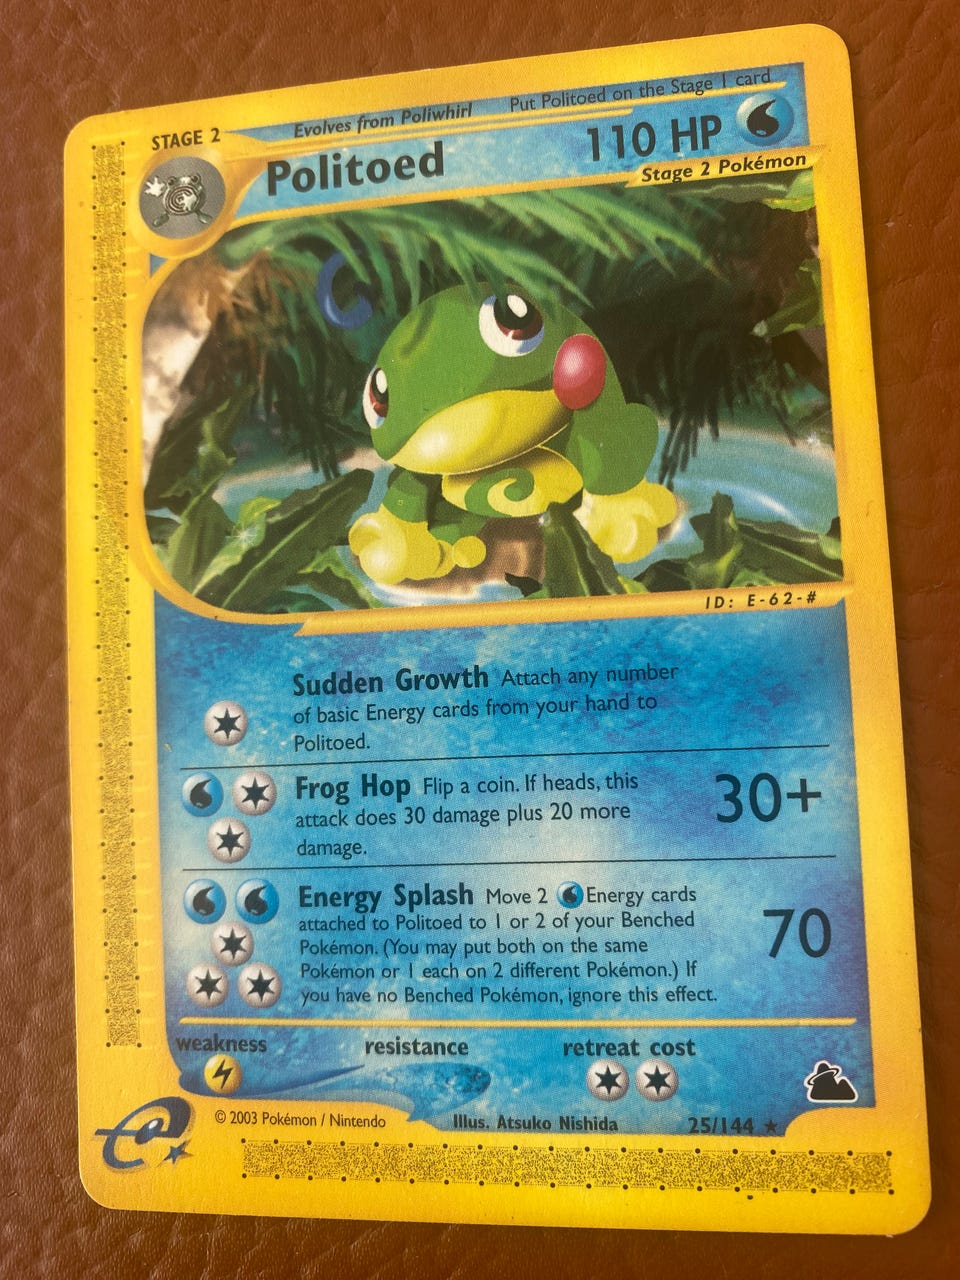 STAGE 2
Evolves from Poliwhirl
Put Politoed on the Stage 1 card
Politoed
110 HP
Stage 2 Pokémon
ID: E-62-#
Sudden Growth Attach any number
of basic Energy cards from your hand to
Politoed.
Frog Hop Flip a coin. If heads, this
attack does 30 damage plus 20 more
damage.
30+
Energy Splash Move 2 Energy cards
attached to Politoed to 1 or 2 of your Benched
Pokémon. (You may put both on the same
Pokémon or 1 each on 2 different Pokémon.) If
you have no Benched Pokémon, ignore this effect.
70
weakness
resistance
retreat cost
© 2003 Pokémon / Nintendo
Illus. Atsuko Nishida
25/144 ★
e